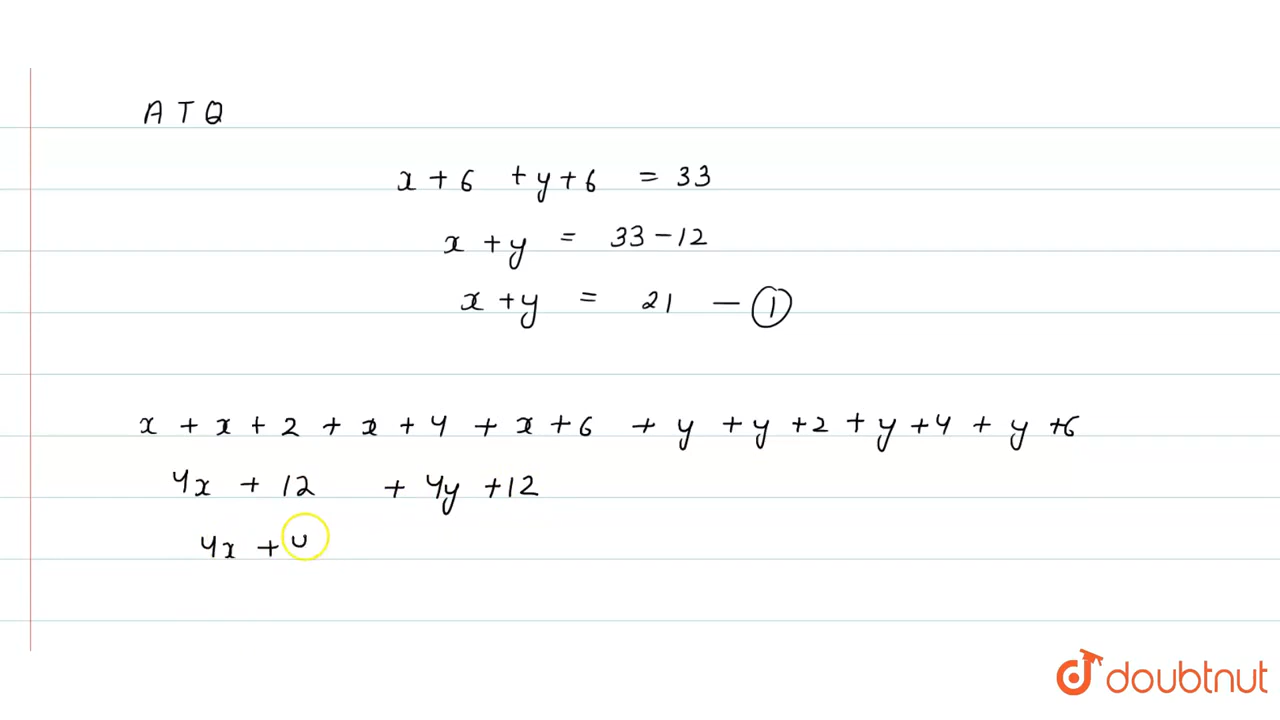 A T Q
x + 6 + y + 6 = 33
x + y = 33 - 12
x + y = 21 - ①
x + x + 2 + x + 4 + x + 6 + y + y + 2 + y + 4 + y + 6
4x + 12 + 4y + 12
4x +
doubtnut